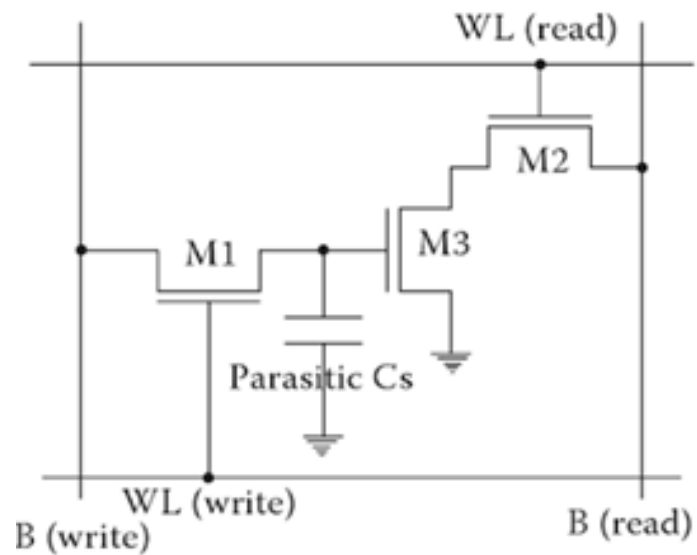 WL (read)
M2
M1
M3
Parasitic Cs
WL (write)
B (write)
B (read)